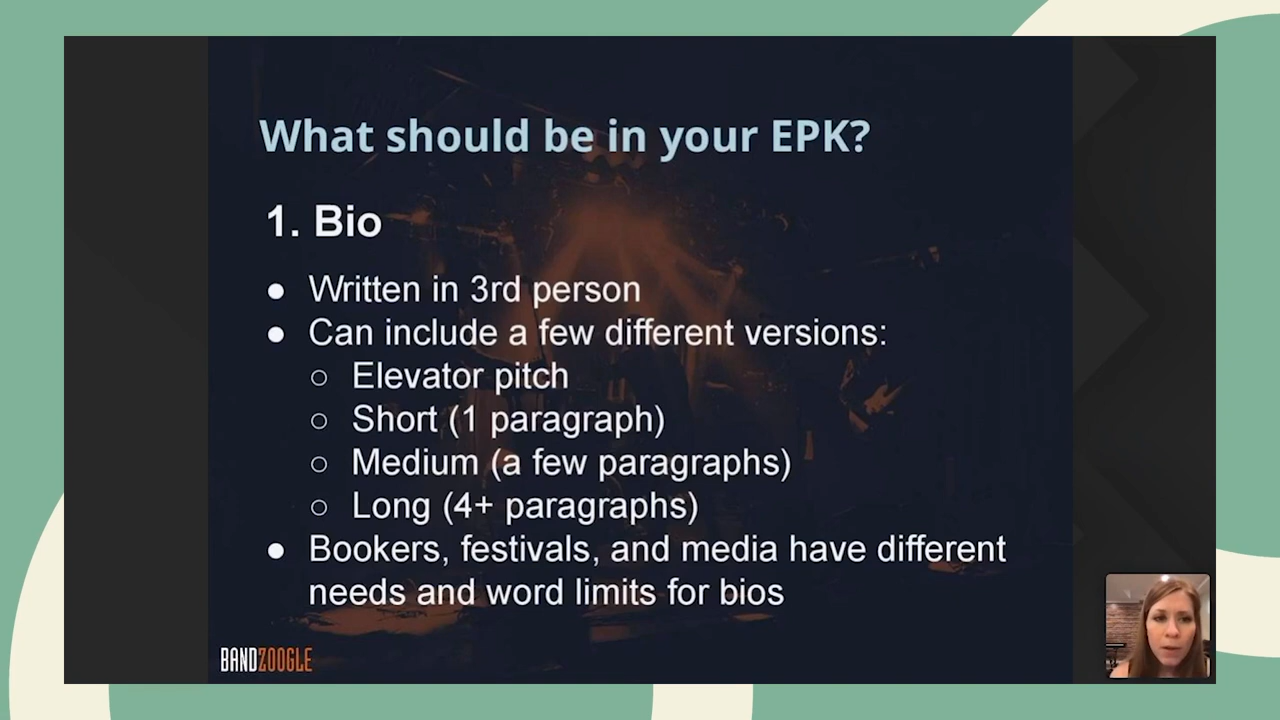 What should be in your EPK?
1. Bio
● Written in 3rd person
● Can include a few different versions:
○ Elevator pitch
○ Short (1 paragraph)
○ Medium (a few paragraphs)
○ Long (4+ paragraphs)
● Bookers, festivals, and media have different
needs and word limits for bios
BANDZOOGLE